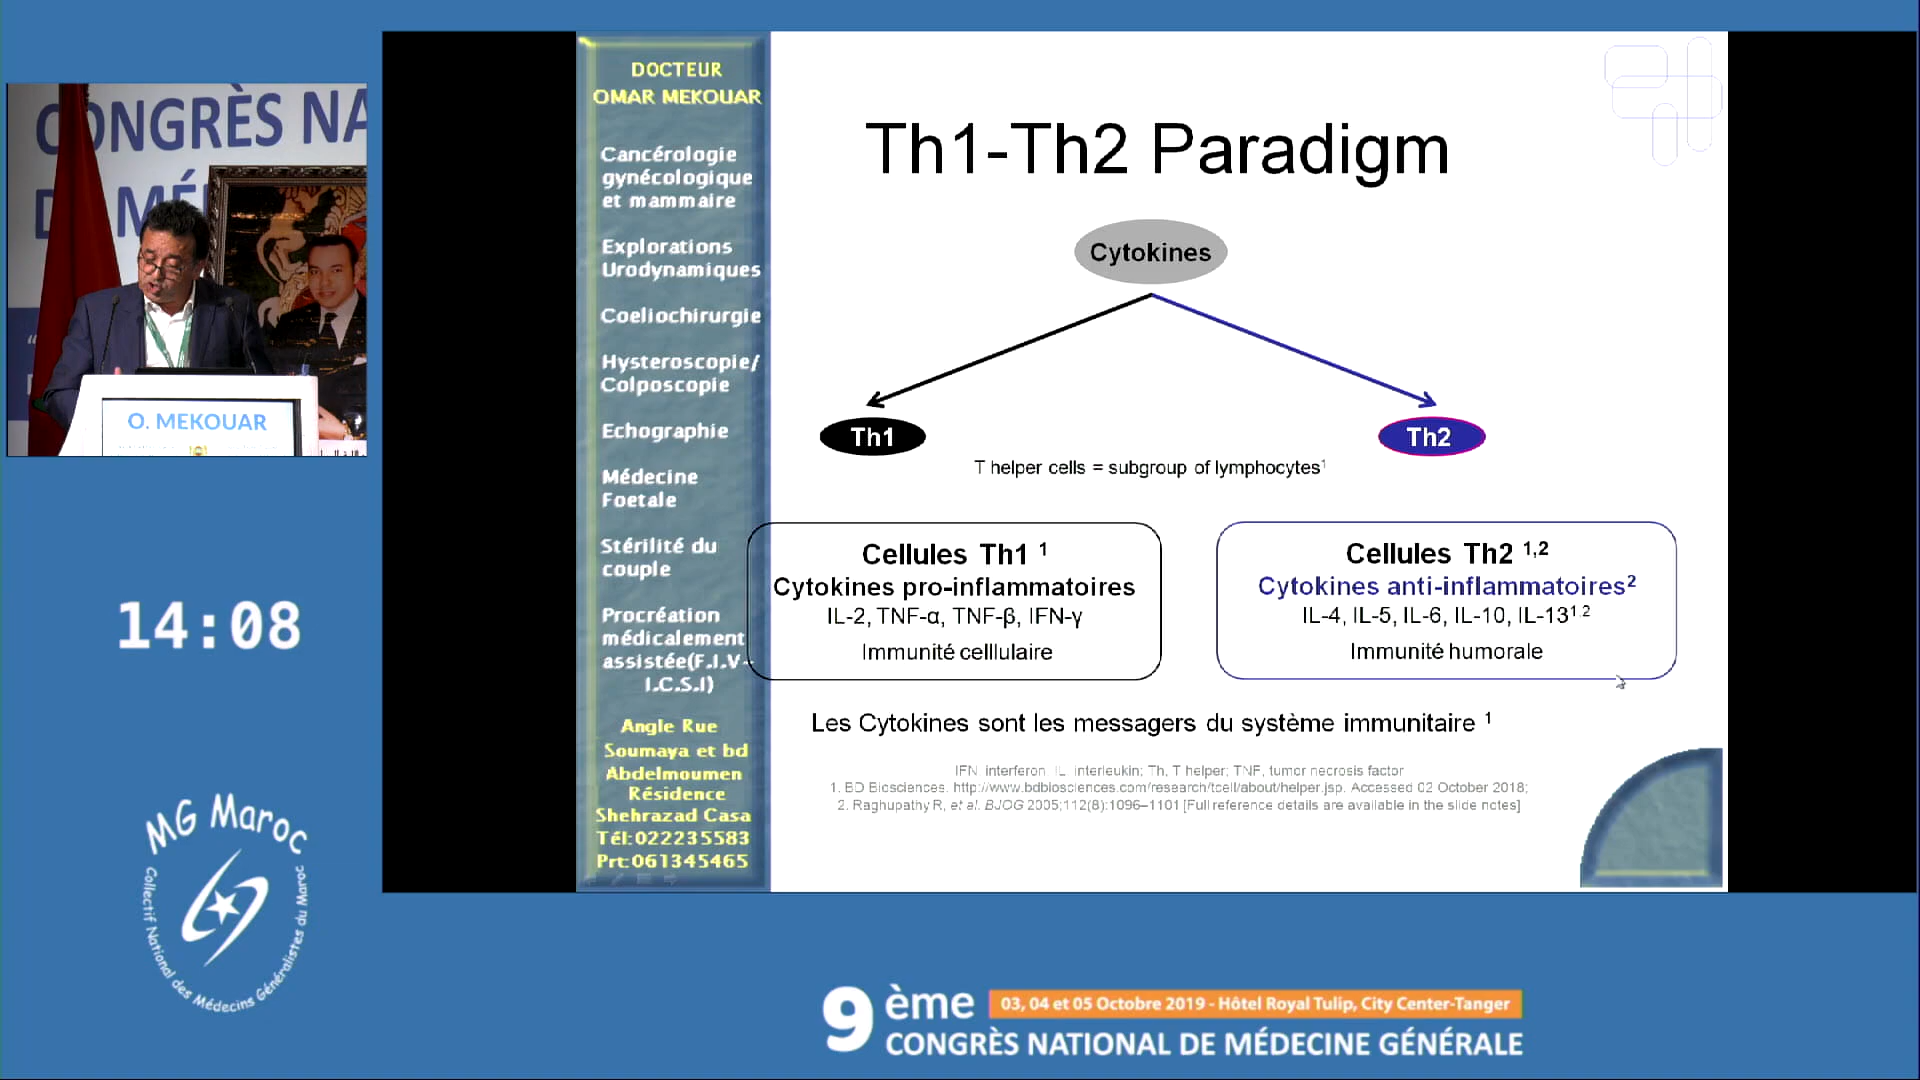 CONGRÈS NA
D MÉ
O. MEKOUAR
14:08
MG Maroc
Collectif National des Médecins Généralistes du Maroc
DOCTEUR
OMAR MEKOUAR
Cancérologie
gynécologique
et mammaire
Explorations
Urodynamiques
Coeliochirurgie
Hysteroscopie/
Colposcopie
Echographie
Médecine
Foetale
Stérilité du
couple
Procréation
médicalement
assistée(F.I.V-
I.C.S.I)
Angle Rue
Soumaya et bd
Abdelmoumen
Résidence
Shehrazad Casa
Tél:022235583
Prt:061345465
Th1-Th2 Paradigm
Cytokines
Th1
Th2
T helper cells = subgroup of lymphocytes¹
Cellules Th1 ¹
Cytokines pro-inflammatoires
IL-2, TNF-α, TNF-β, IFN-γ
Immunité celllulaire
Cellules Th2 ¹,²
Cytokines anti-inflammatoires²
IL-4, IL-5, IL-6, IL-10, IL-13¹,²
Immunité humorale
Les Cytokines sont les messagers du système immunitaire ¹
IFN, interferon; IL, interleukin; Th, T helper; TNF, tumor necrosis factor
1. BD Biosciences. http://www.bdbiosciences.com/research/tcell/about/helper.jsp. Accessed 02 October 2018;
2. Raghupathy R, et al. BJOG 2005;112(8):1096–1101 [Full reference details are available in the slide notes]
9ème
03, 04 et 05 Octobre 2019 - Hôtel Royal Tulip, City Center-Tanger
CONGRÈS NATIONAL DE MÉDECINE GÉNÉRALE